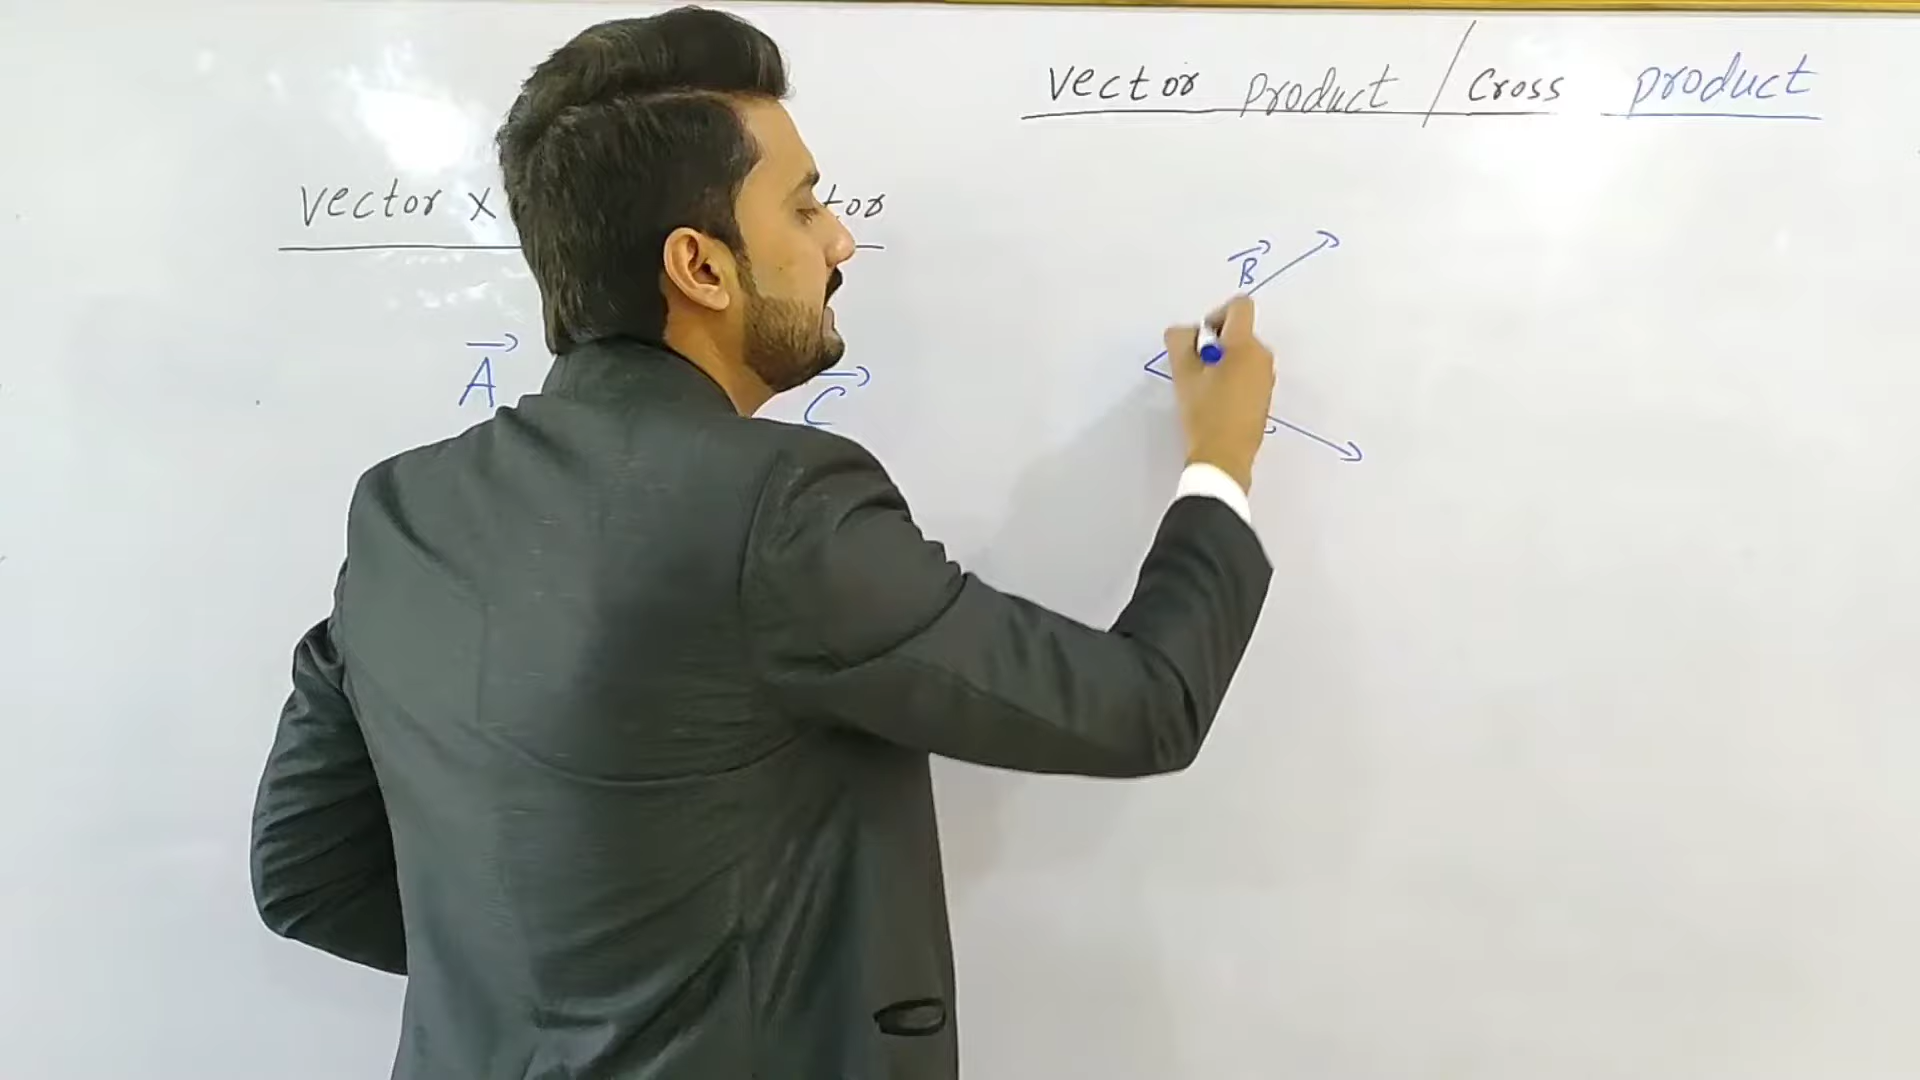 vector product / cross product
vector x
A C
B